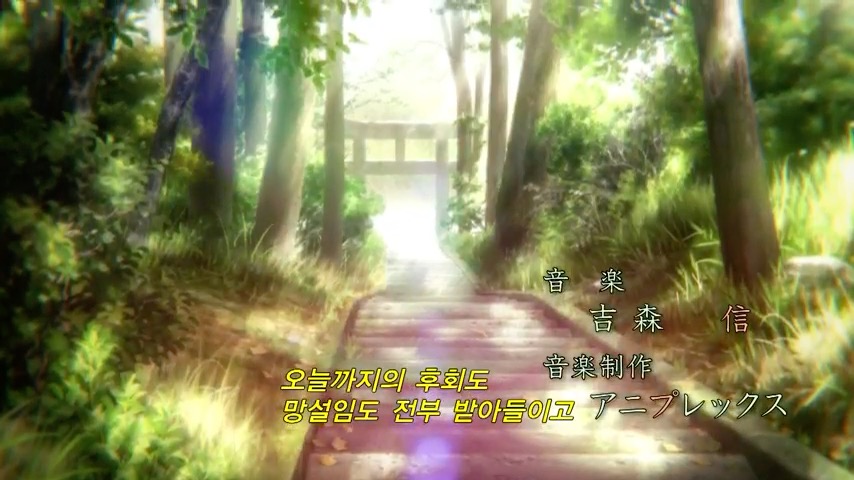 音楽
吉森 信
音楽制作
アニプレックス
오늘까지의 후회도
망설임도 전부 받아들이고